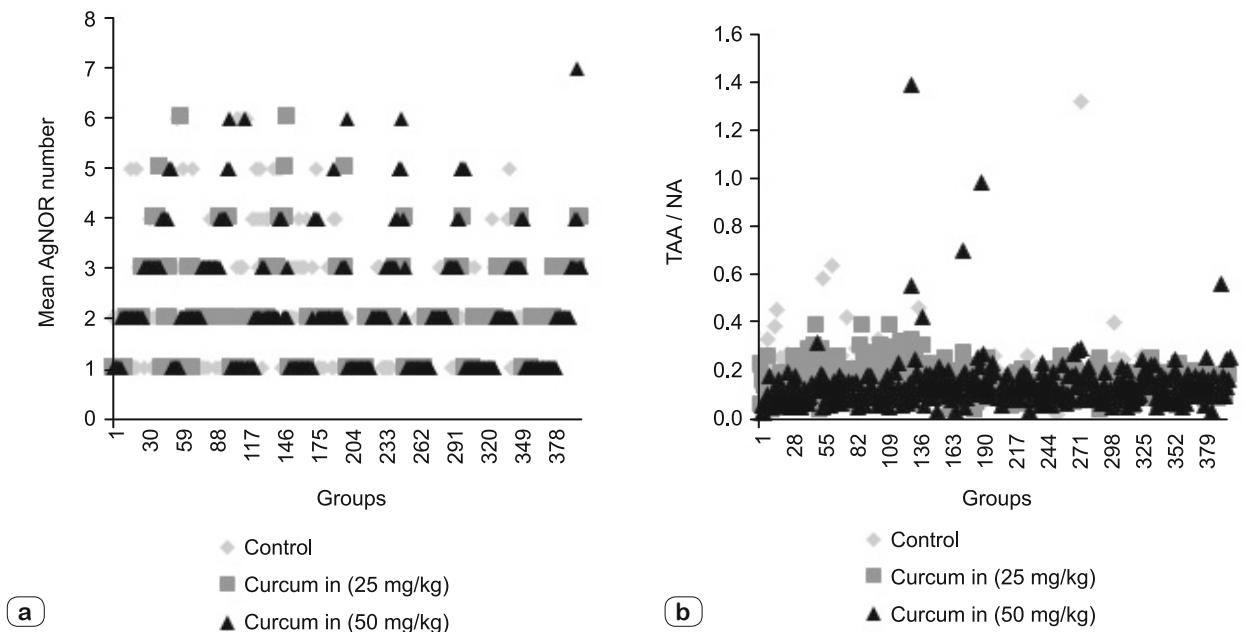 8
7
6
5
4
3
2
1
0
Mean AgNOR number
1 30 59 88 117 146 175 204 233 262 291 320 349 378
Groups
Control
Curcum in (25 mg/kg)
Curcum in (50 mg/kg)
a
1.6
1.4
1.2
1.0
0.8
0.6
0.4
0.2
0.0
TAA / NA
1 28 55 82 109 136 163 190 217 244 271 298 325 352 379
Groups
Control
Curcum in (25 mg/kg)
Curcum in (50 mg/kg)
b